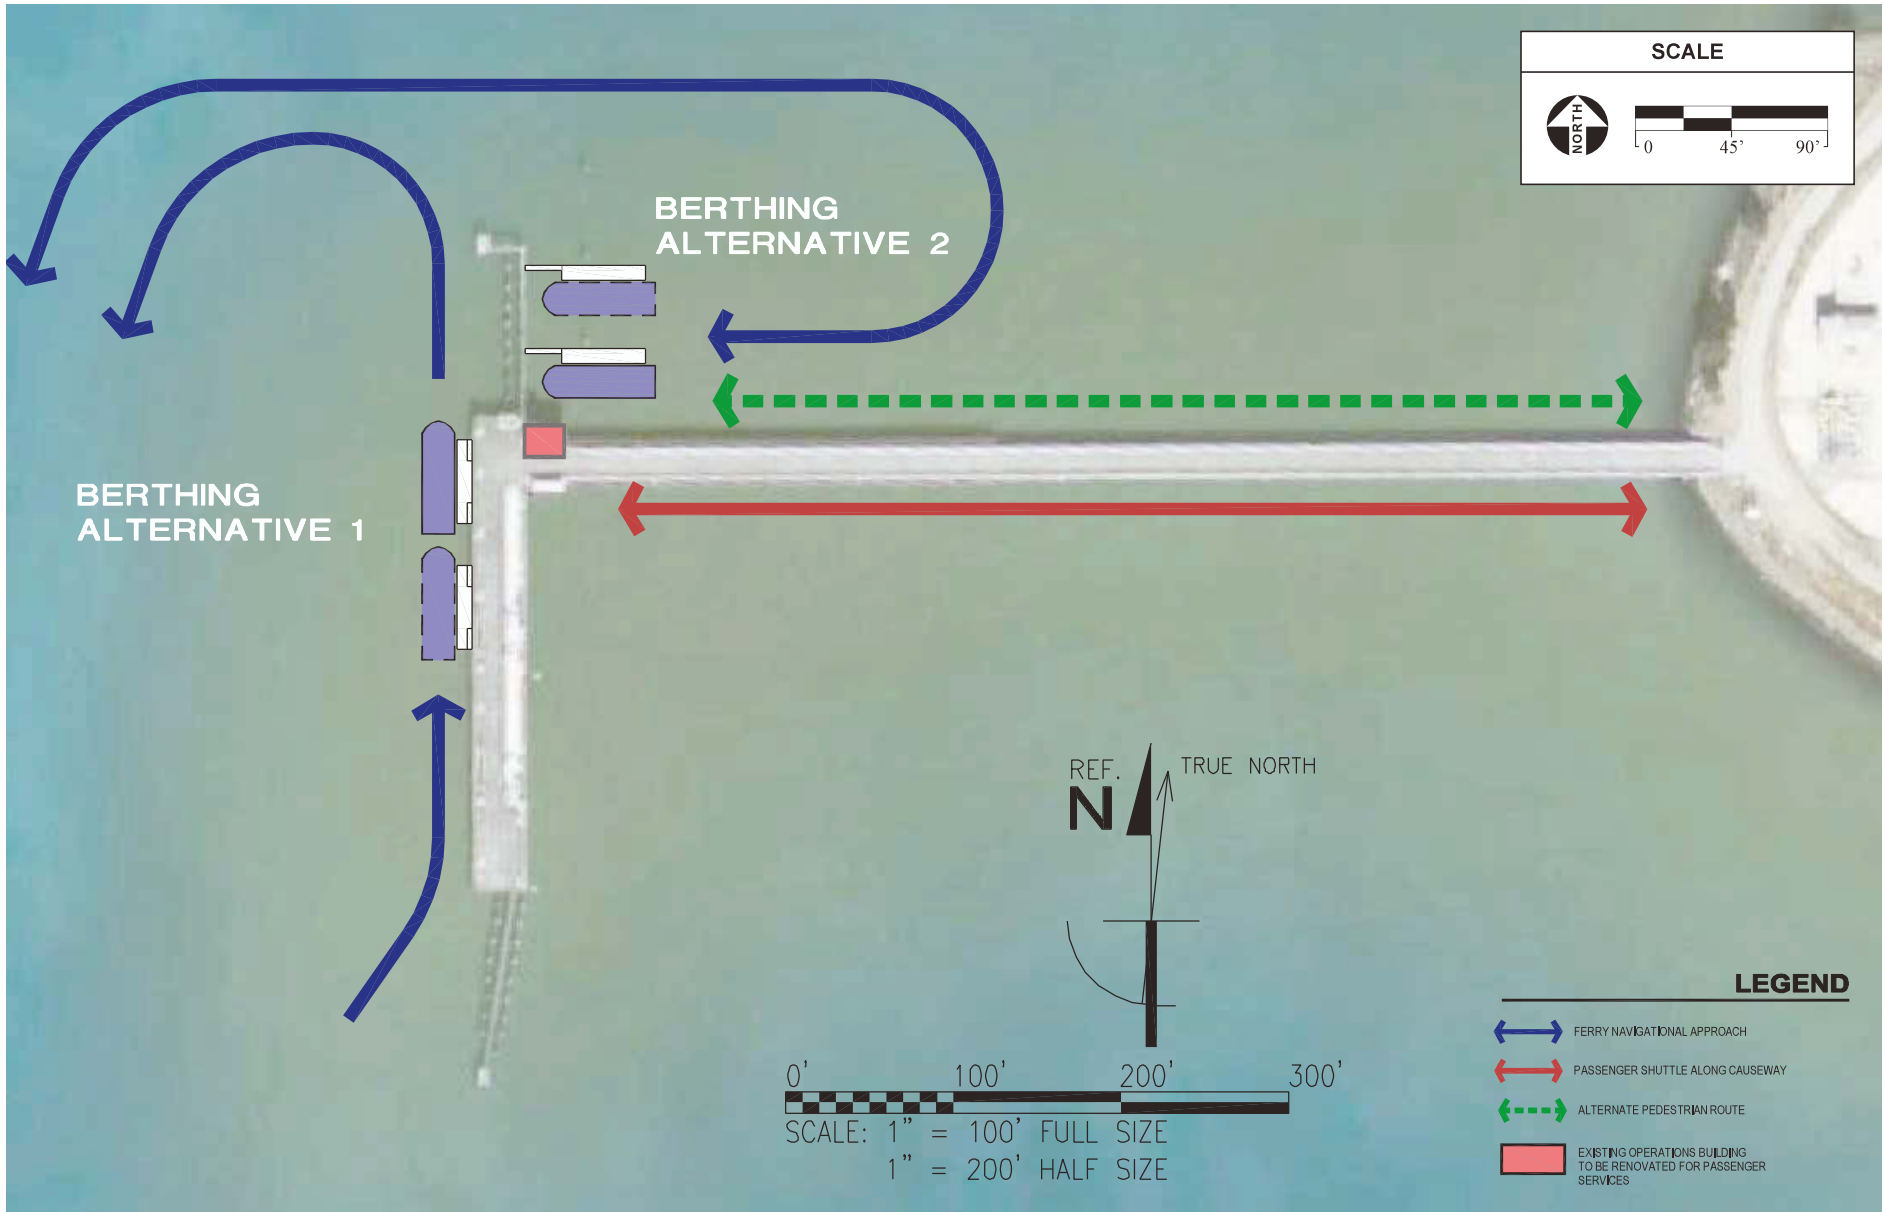 SCALE
NORTH
0 45' 90'
BERTHING
ALTERNATIVE 2
BERTHING
ALTERNATIVE 1
REF.
N
TRUE NORTH
0' 100' 200' 300'
SCALE: 1" = 100' FULL SIZE
1" = 200' HALF SIZE
LEGEND
FERRY NAVIGATIONAL APPROACH
PASSENGER SHUTTLE ALONG CAUSEWAY
ALTERNATE PEDESTRIAN ROUTE
EXISTING OPERATIONS BUILDING
TO BE RENOVATED FOR PASSENGER
SERVICES